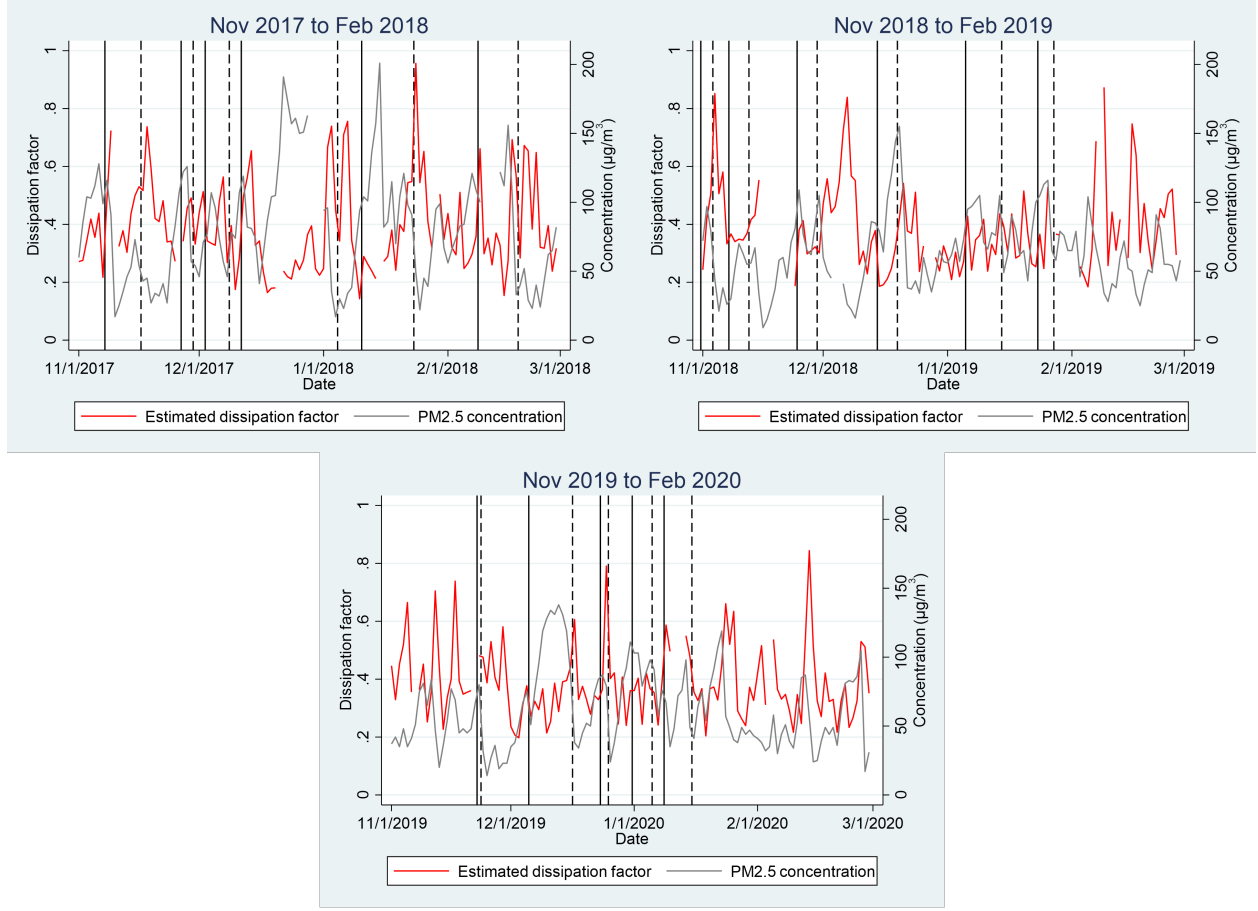 Nov 2017 to Feb 2018
Dissipation factor
1
.8
.6
.4
.2
0
200
150
100
50
0
Concentration (μg/m³)
11/1/2017 12/1/2017 1/1/2018 2/1/2018 3/1/2018
Date
Estimated dissipation factor PM2.5 concentration
Nov 2018 to Feb 2019
Dissipation factor
1
.8
.6
.4
.2
0
200
150
100
50
0
Concentration (μg/m³)
11/1/2018 12/1/2018 1/1/2019 2/1/2019 3/1/2019
Date
Estimated dissipation factor PM2.5 concentration
Nov 2019 to Feb 2020
Dissipation factor
1
.8
.6
.4
.2
0
200
150
100
50
0
Concentration (μg/m³)
11/1/2019 12/1/2019 1/1/2020 2/1/2020 3/1/2020
Date
Estimated dissipation factor PM2.5 concentration